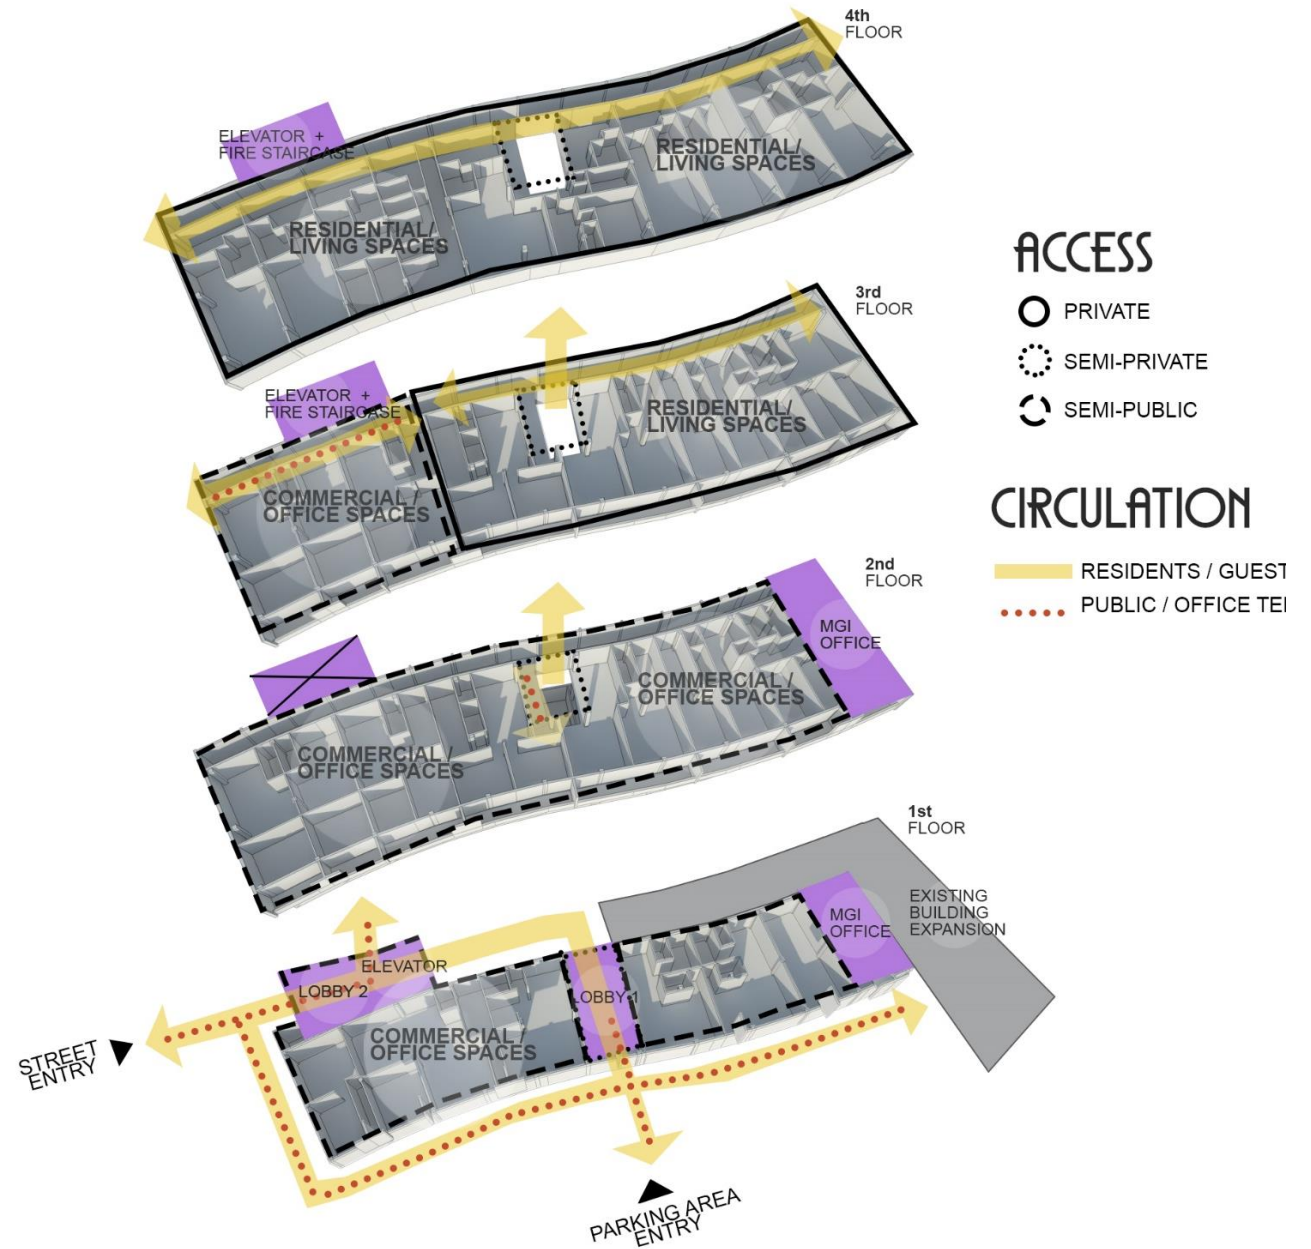 4th
FLOOR
ELEVATOR +
FIRE STAIRCASE
RESIDENTIAL/
LIVING SPACES
RESIDENTIAL/
LIVING SPACES
3rd
FLOOR
ELEVATOR +
FIRE STAIRCASE
RESIDENTIAL/
LIVING SPACES
COMMERCIAL /
OFFICE SPACES
2nd
FLOOR
MGI
OFFICE
COMMERCIAL /
OFFICE SPACES
COMMERCIAL /
OFFICE SPACES
1st
FLOOR
EXISTING
BUILDING
EXPANSION
MGI
OFFICE
ELEVATOR
LOBBY 2
LOBBY 1
COMMERCIAL /
OFFICE SPACES
STREET
ENTRY
PARKING AREA
ENTRY
ACCESS
PRIVATE
SEMI-PRIVATE
SEMI-PUBLIC
CIRCULATION
RESIDENTS / GUEST
PUBLIC / OFFICE TE